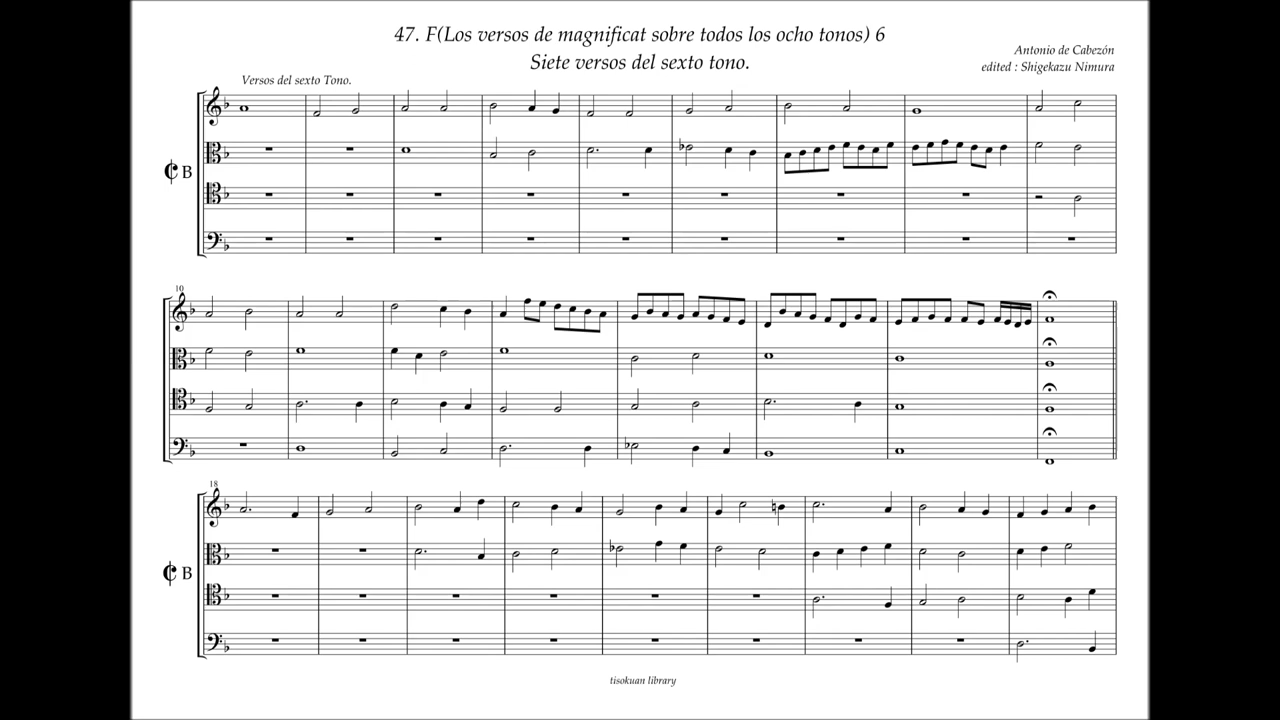 47. F(Los versos de magnificat sobre todos los ocho tonos) 6
Siete versos del sexto tono.
Antonio de Cabezón
edited : Shigekazu Nimura
Versos del sexto Tono.
B
10
18
B
tisokuan library